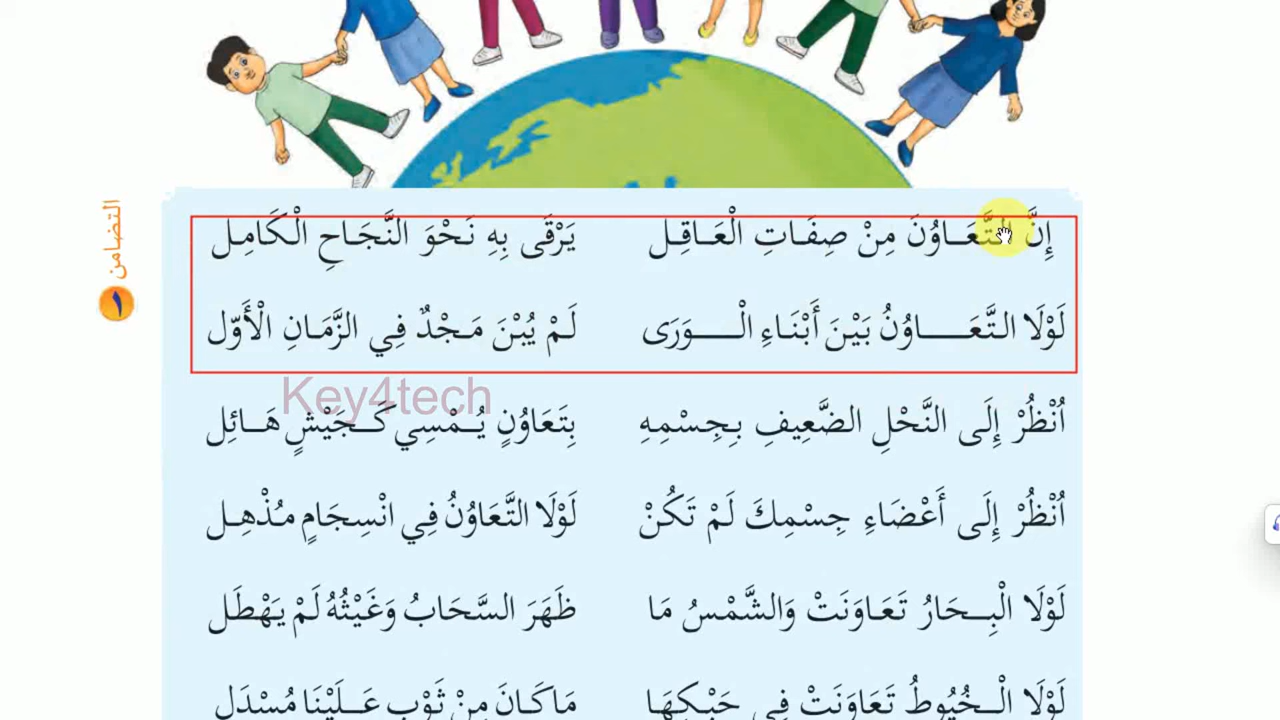 إِنَّ التَّعَاوُنَ مِنْ صِفَاتِ الْعَاقِلِ يَرْقَى بِهِ نَحْوَ النَّجَاحِ الْكَامِلِ
لَوْلَا التَّعَاوُنُ بَيْنَ أَبْنَاءِ الْوَرَى لَمْ يُبْنَ مَجْدٌ فِي الزَّمَانِ الْأَوّلِ
Key4tech
اُنْظُرْ إِلَى النَّحْلِ الضَّعِيفِ بِجِسْمِهِ بِتَعَاوُنٍ يُمْسِي كَجَيْشٍ هَائِلِ
اُنْظُرْ إِلَى أَعْضَاءِ جِسْمِكَ لَمْ تَكُنْ لَوْلَا التَّعَاوُنُ فِي انْسِجَامٍ مُذْهِلِ
لَوْلَا الْبِحَارُ تَعَاوَنَتْ وَالشَّمْسُ مَا ظَهَرَ السَّحَابُ وَغَيْثُهُ لَمْ يَهْطَلِ
لَوْلَا الْخُيُوطُ تَعَاوَنَتْ فِي حَبْكِهَا مَا كَانَ مِنْ ثَوْبٍ عَلَيْنَا مُسْدَلِ
التضامن
١